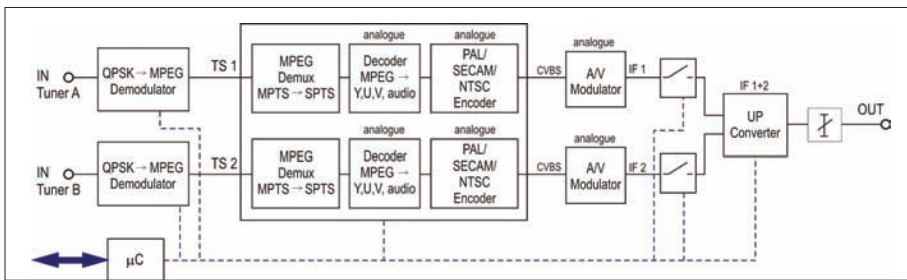 IN
Tuner A
QPSK→MPEG
Demodulator
TS 1
MPEG
Demux
MPTS→SPTS
analogue
Decoder
MPEG→
Y,U,V, audio
analogue
PAL/
SECAM/
NTSC
Encoder
CVBS
analogue
A/V
Modulator
IF 1
IN
Tuner B
QPSK→MPEG
Demodulator
TS 2
MPEG
Demux
MPTS→SPTS
analogue
Decoder
MPEG→
Y,U,V, audio
analogue
PAL/
SECAM/
NTSC
Encoder
CVBS
analogue
A/V
Modulator
IF 2
IF 1+2
UP
Converter
OUT
µC